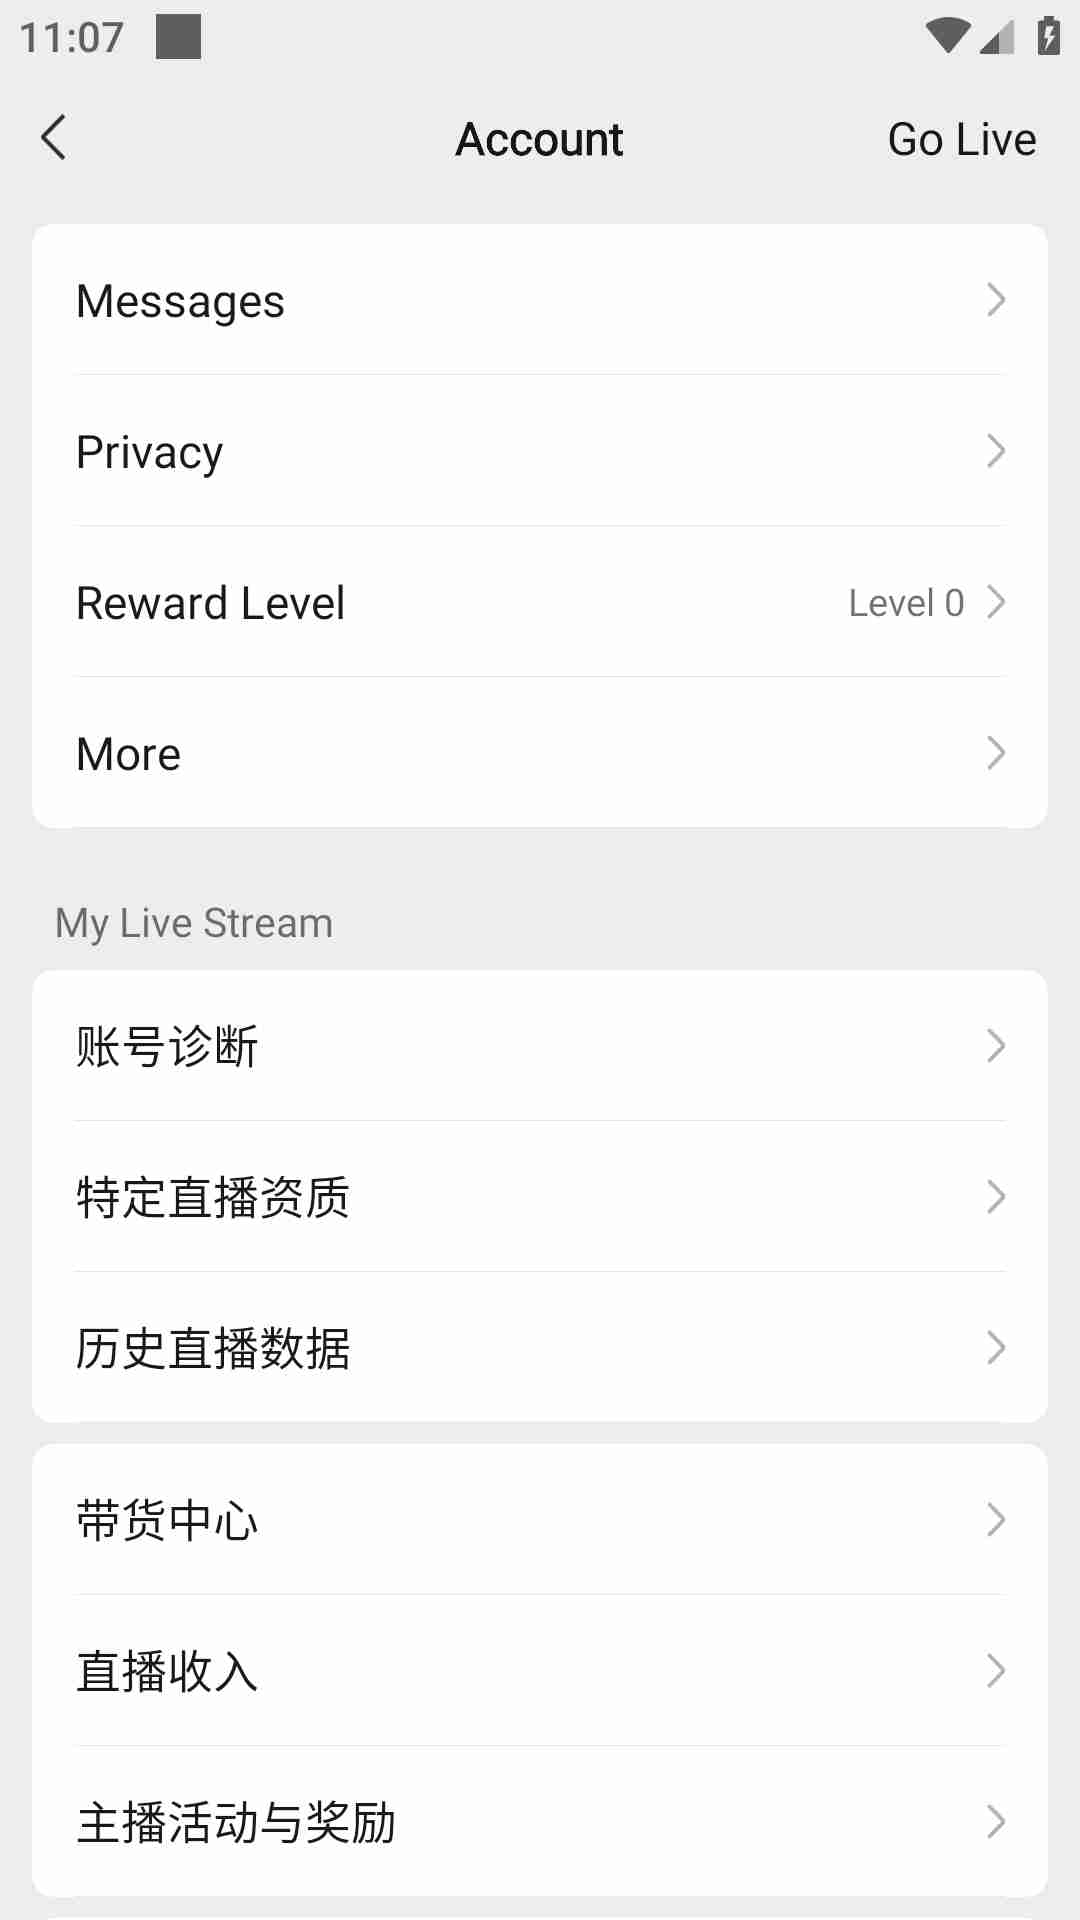 11:07
Account
Go Live
Messages
Privacy
Reward Level
Level 0
More
My Live Stream
账号诊断
特定直播资质
历史直播数据
带货中心
直播收入
主播活动与奖励